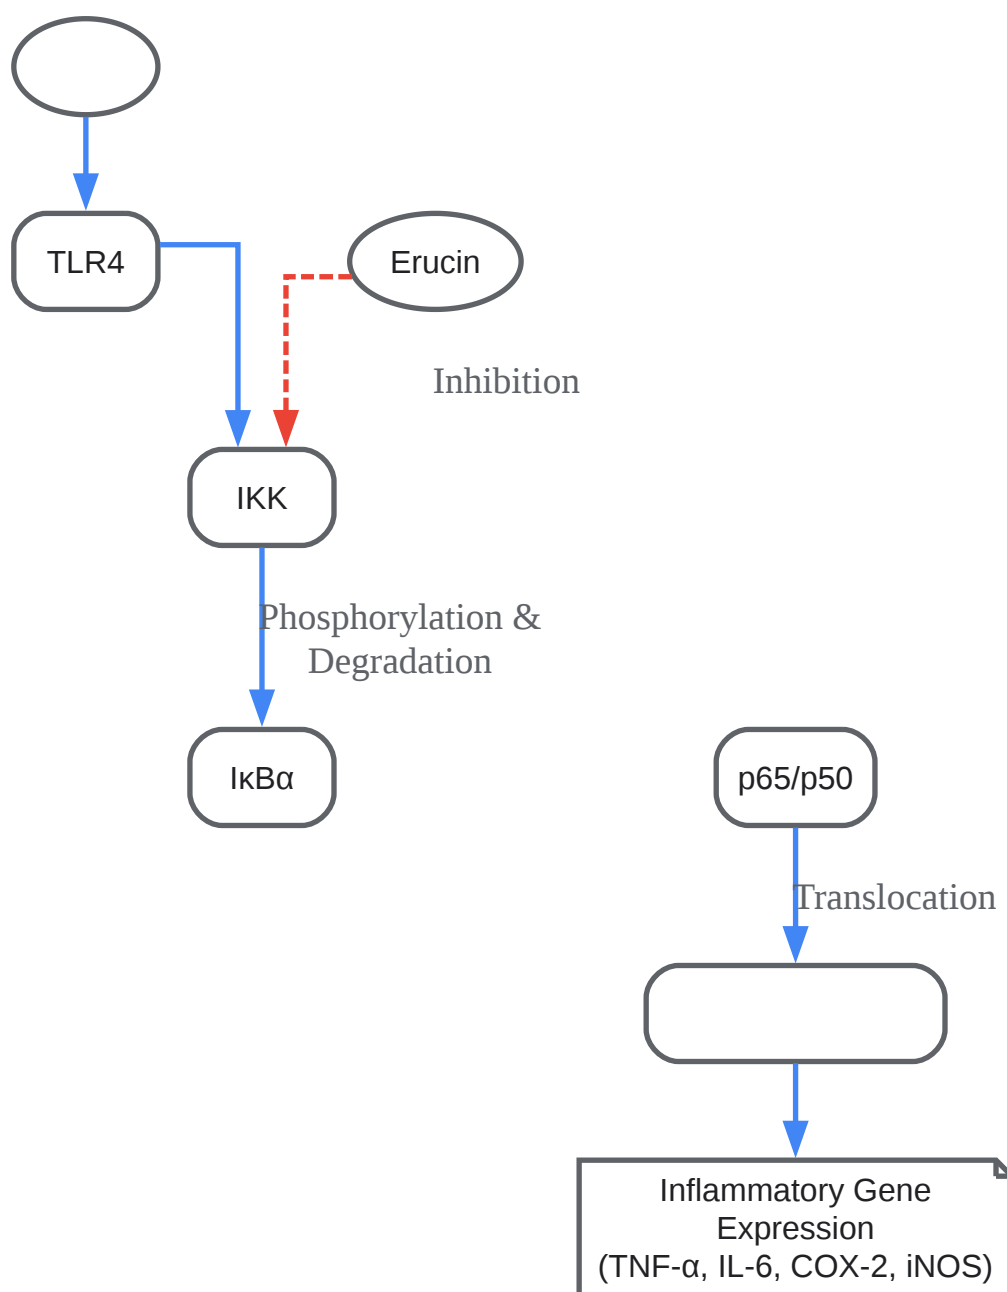 TLR4
Erucin
Inhibition
IKK
Phosphorylation &
Degradation
IκBα
p65/p50
Translocation
Inflammatory Gene
Expression
(TNF-α, IL-6, COX-2, iNOS)